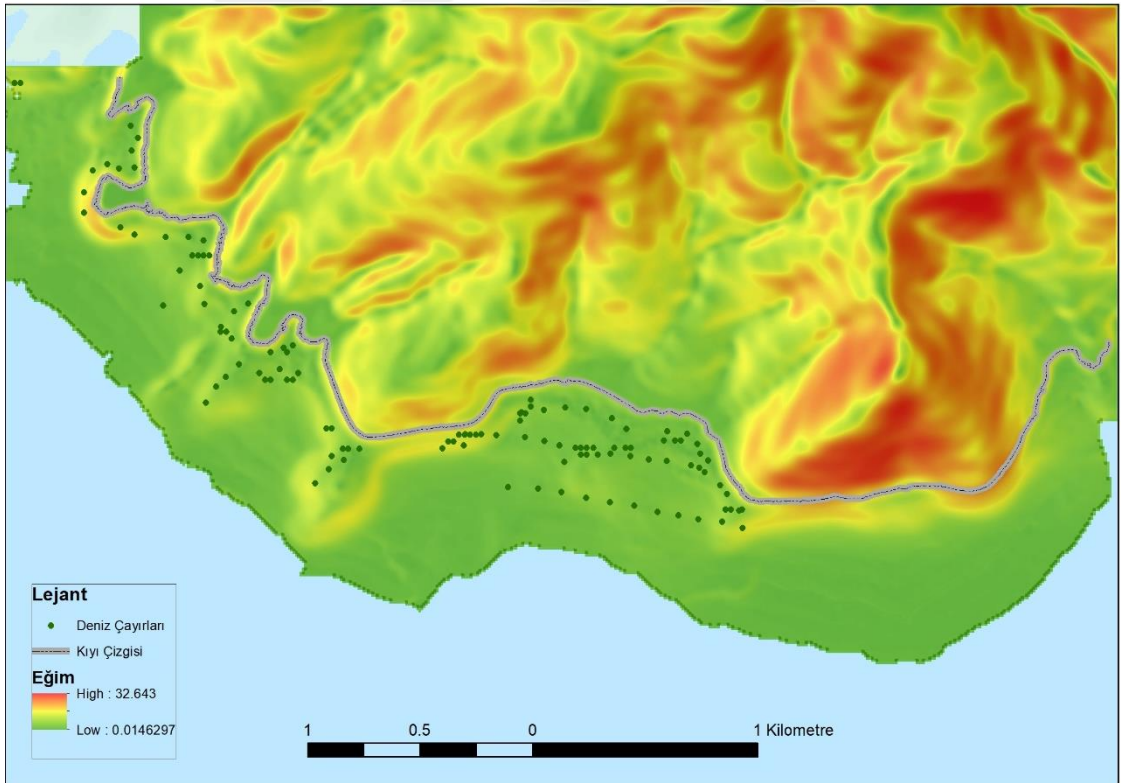 Lejant
Deniz Çayırları
Kıyı Çizgisi
Eğim
High : 32.643
Low : 0.0146297
1 0.5 0 1 Kilometre